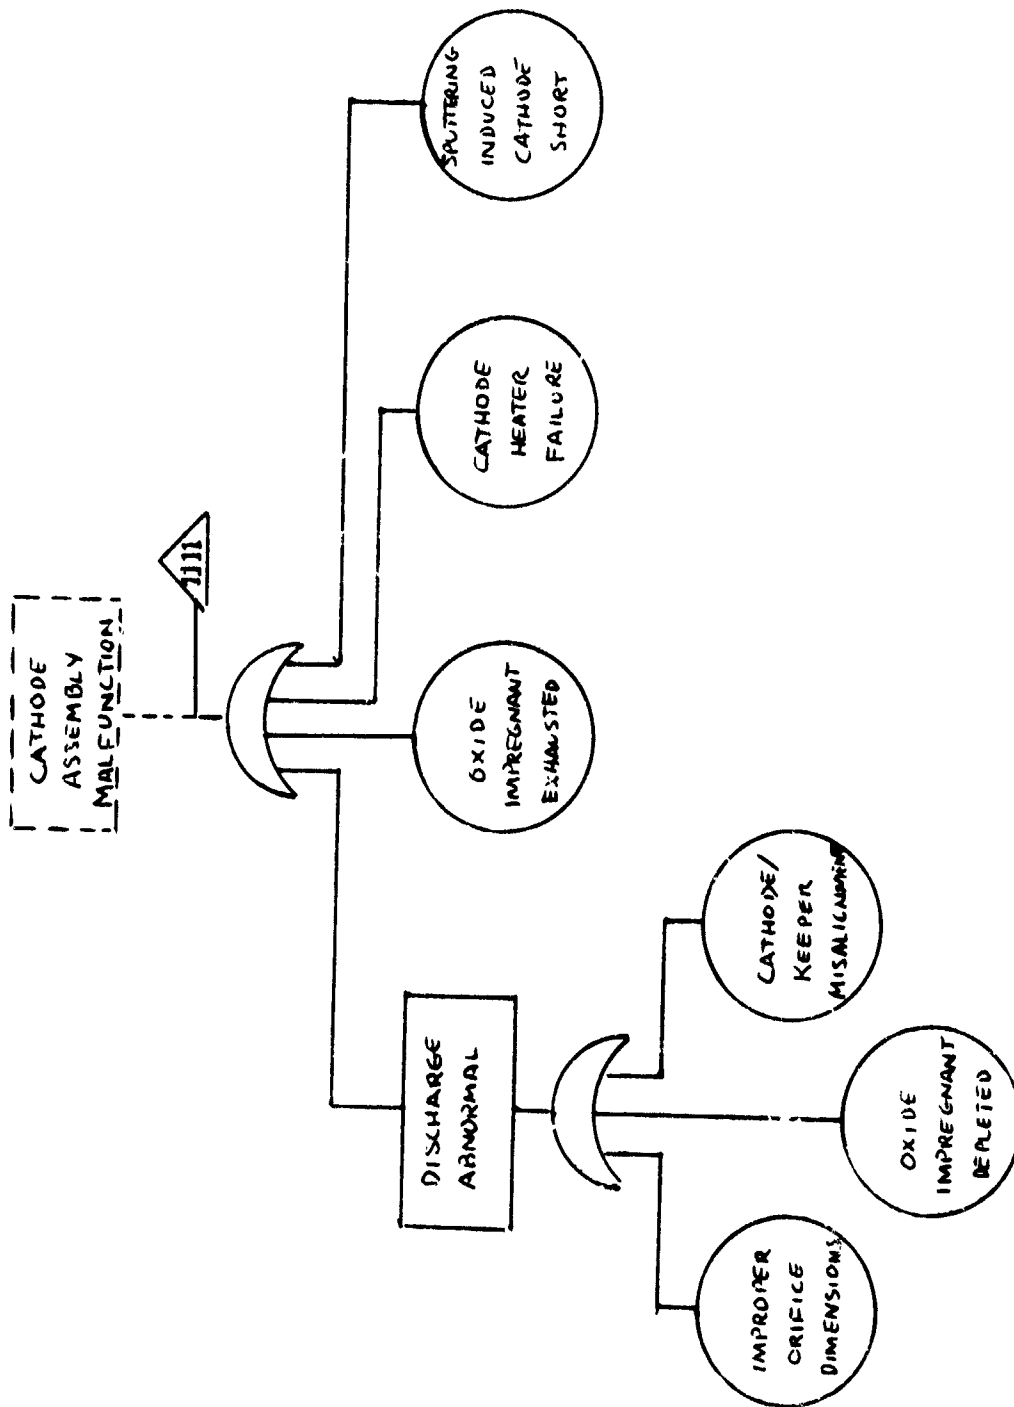 CATHODE
ASSEMBLY
MALFUNCTION
1111
DISCHARGE
ABNORMAL
OXIDE
IMPREGNANT
EXHAUSTED
CATHODE
HEATER
FAILURE
SPUTTERING
INDUCED
CATHODE
SHORT
IMPROPER
ORIFICE
DIMENSIONS
OXIDE
IMPREGNANT
DEPLETED
CATHODE/
KEEPER
MISALIGNMENT